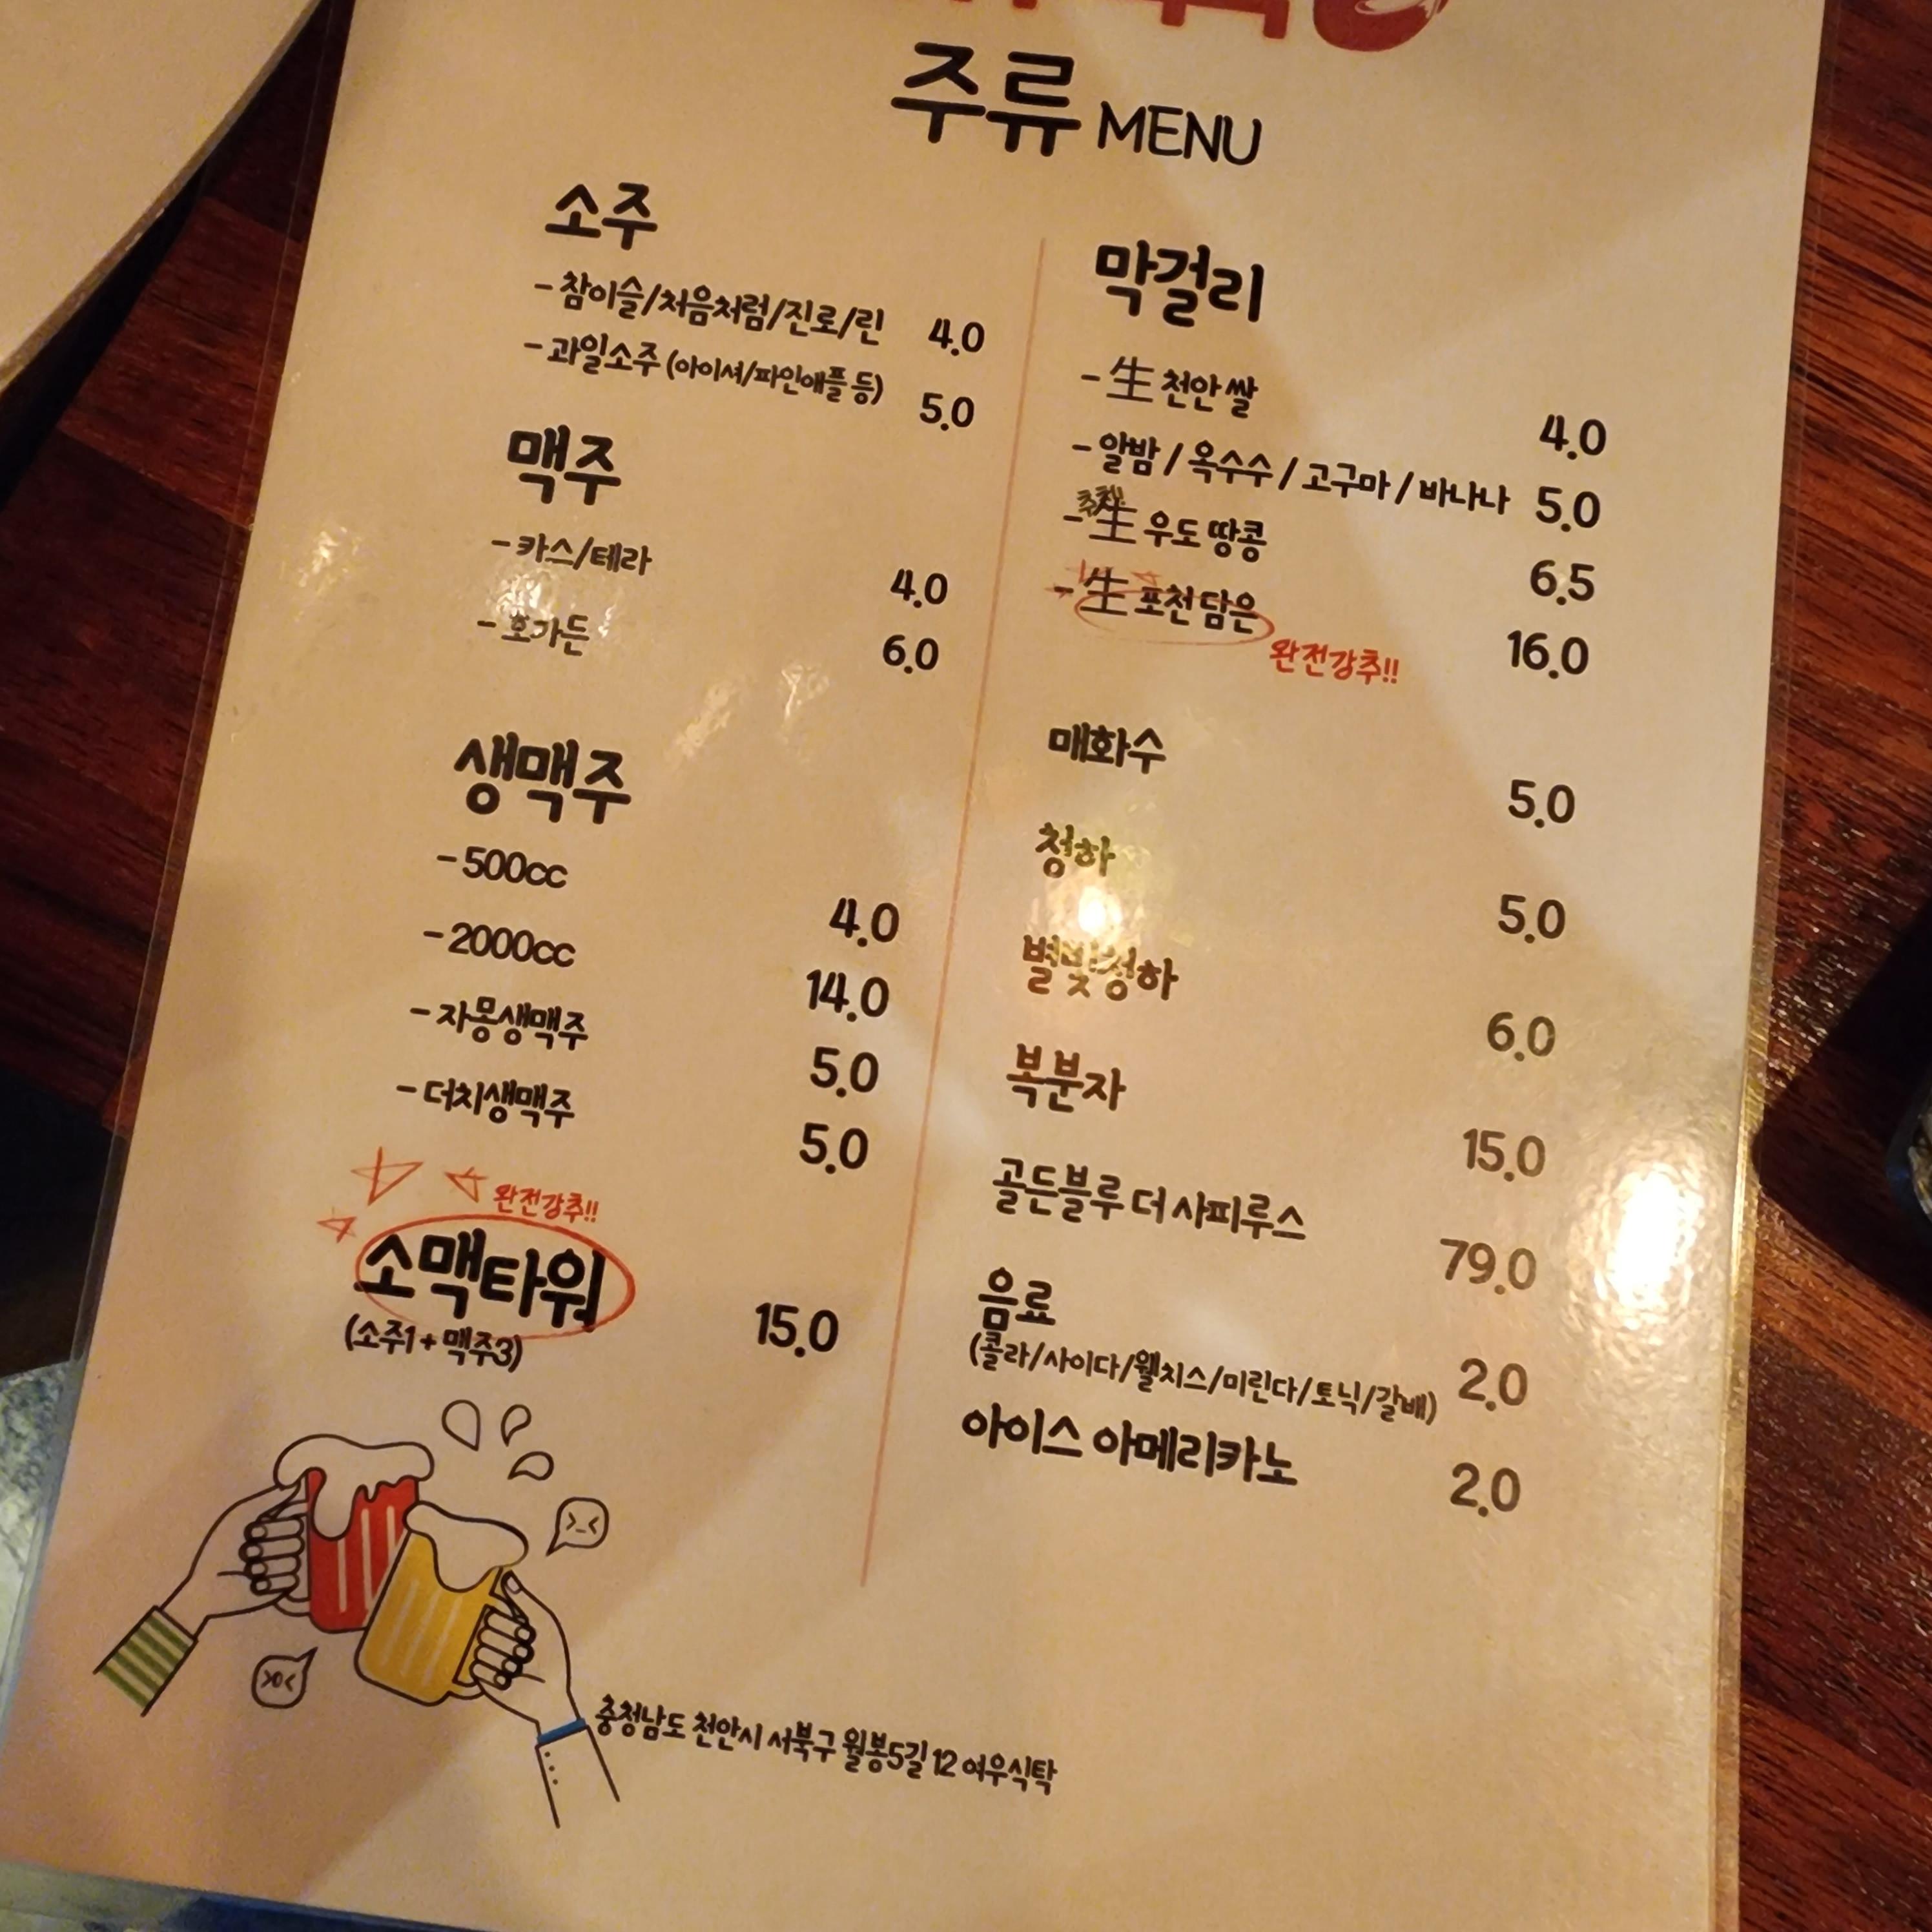 주류 MENU
소주
- 참이슬/처음처럼/진로/린 4.0
- 과일소주 (아이셔/파인애플 등) 5.0
맥주
- 카스/테라 4.0
- 호가든 6.0
생맥주
- 500cc 4.0
- 2000cc 14.0
- 자몽생맥주 5.0
- 더치생맥주 5.0
완전강추!!
소맥타워 15.0
(소주1 + 맥주3)
막걸리
- 生 천안 쌀 4.0
- 알밤 / 옥수수 / 고구마 / 바나나 5.0
- 生 우도 땅콩 6.5
- 生 포천 담은 16.0
완전강추!!
매화수 5.0
청하 5.0
별빛청하 6.0
복분자 15.0
골든블루 더 사피루스 79.0
음료 2.0
(콜라/사이다/웰치스/미린다/토닉/갈배)
아이스 아메리카노 2.0
>_<
>o<
충청남도 천안시 서북구 월봉5길 12 여우식탁